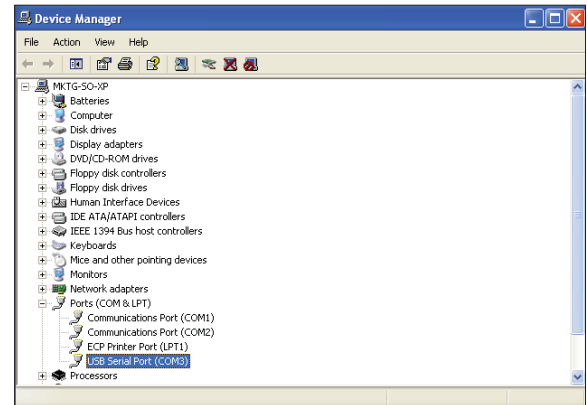 Device Manager
File Action View Help
MKTG-SO-XP
Batteries
Computer
Disk drives
Display adapters
DVD/CD-ROM drives
Floppy disk controllers
Floppy disk drives
Human Interface Devices
IDE ATA/ATAPI controllers
IEEE 1394 Bus host controllers
Keyboards
Mice and other pointing devices
Monitors
Network adapters
Ports (COM & LPT)
Communications Port (COM1)
Communications Port (COM2)
ECP Printer Port (LPT1)
USB Serial Port (COM3)
Processors